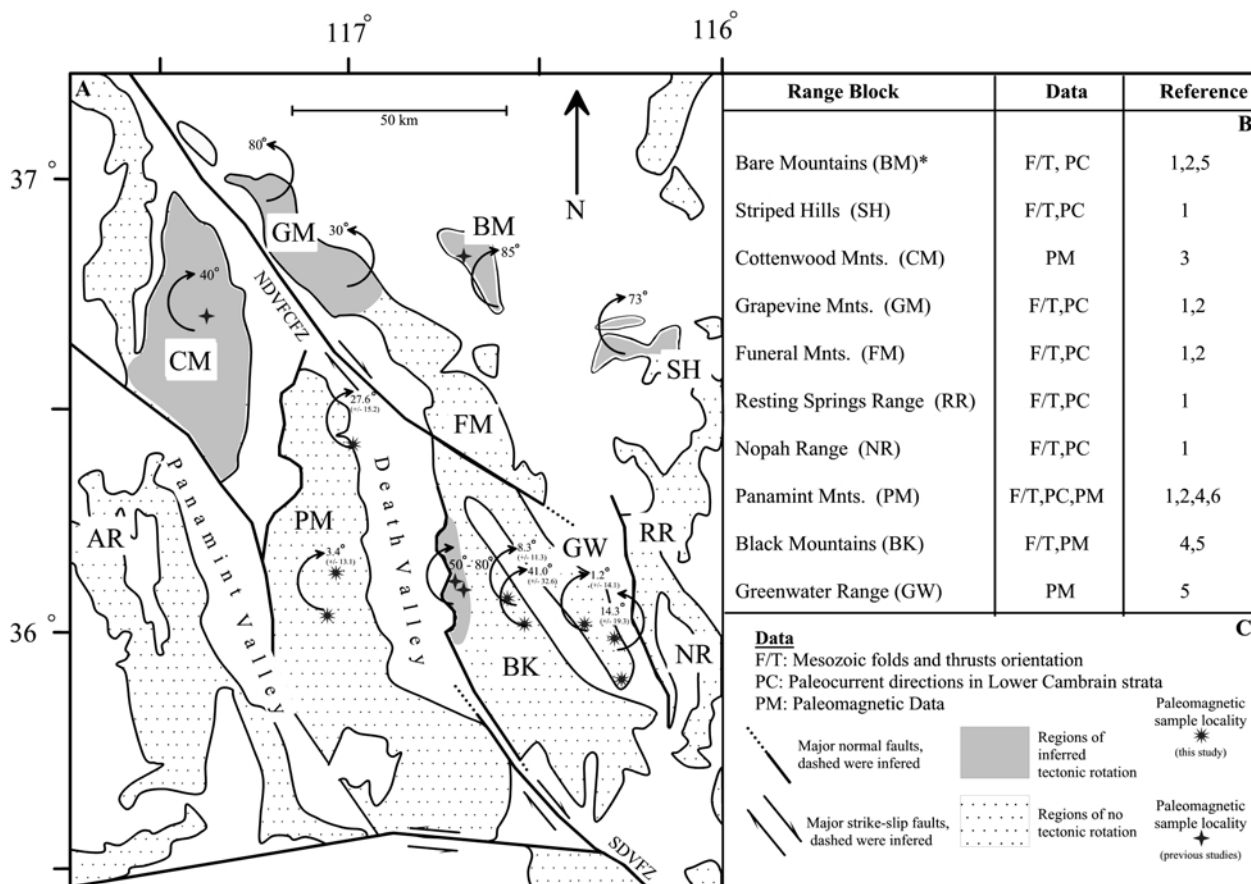 117°
116°
A
50 km
N
37°
36°
80°
GM
30°
BM
85°
40°
CM
NDVFCFZ
73°
SH
27.6°
(+/- 15.2)
FM
Panamint Valley
Death Valley
AR
PM
3.4°
(+/- 13.1)
50°- 80°
8.3°
(+/- 11.3)
41.0°
(+/- 32.6)
GW
1.2°
(+/- 14.1)
14.3°
(+/- 19.3)
RR
BK
NR
SDVFZ
Range Block Data Reference
B
Bare Mountains (BM)* F/T, PC 1,2,5
Striped Hills (SH) F/T,PC 1
Cottenwood Mnts. (CM) PM 3
Grapevine Mnts. (GM) F/T,PC 1,2
Funeral Mnts. (FM) F/T,PC 1,2
Resting Springs Range (RR) F/T,PC 1
Nopah Range (NR) F/T,PC 1
Panamint Mnts. (PM) F/T,PC,PM 1,2,4,6
Black Mountains (BK) F/T,PM 4,5
Greenwater Range (GW) PM 5
C
Data
F/T: Mesozoic folds and thrusts orientation
PC: Paleocurrent directions in Lower Cambrain strata
PM: Paleomagnetic Data
Major normal faults,
dashed were infered
Major strike-slip faults,
dashed were inferred
Regions of
inferred
tectonic rotation
Regions of no
tectonic rotation
Paleomagnetic
sample locality
(this study)
Paleomagnetic
sample locality
(previous studies)